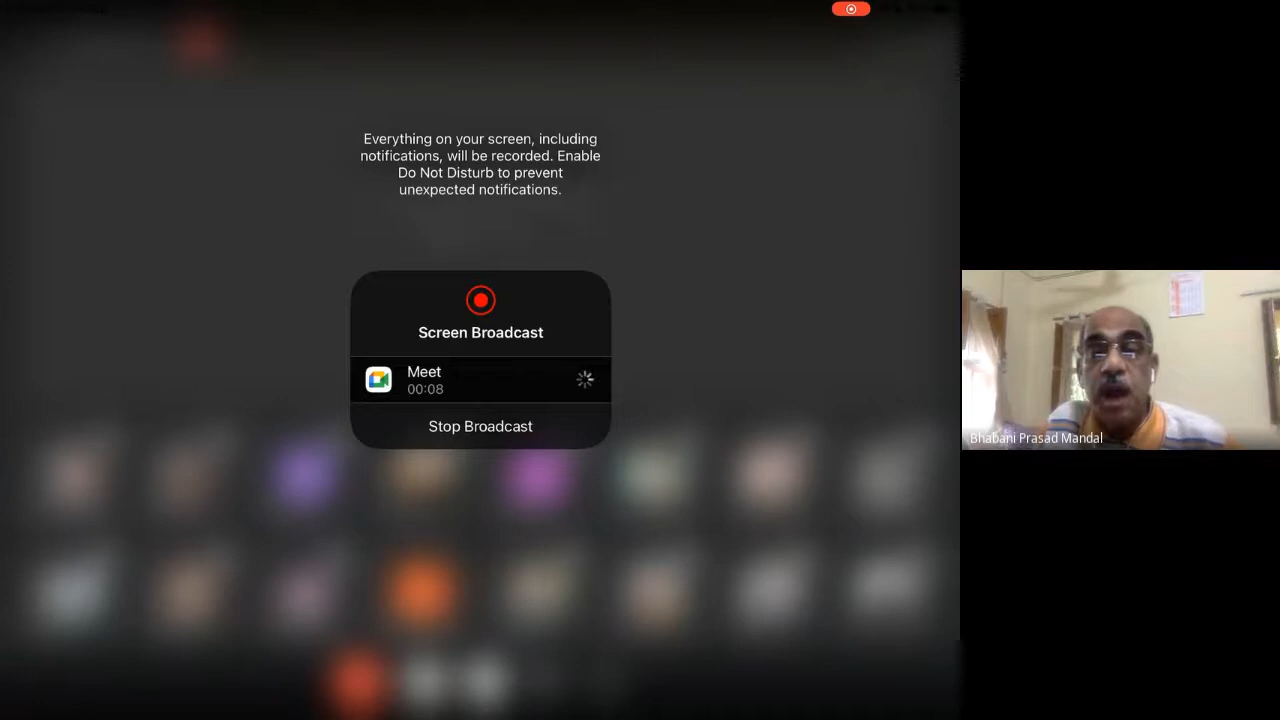 Everything on your screen, including
notifications, will be recorded. Enable
Do Not Disturb to prevent
unexpected notifications.
Screen Broadcast
Meet
00:08
Stop Broadcast
Bhabani Prasad Mandal